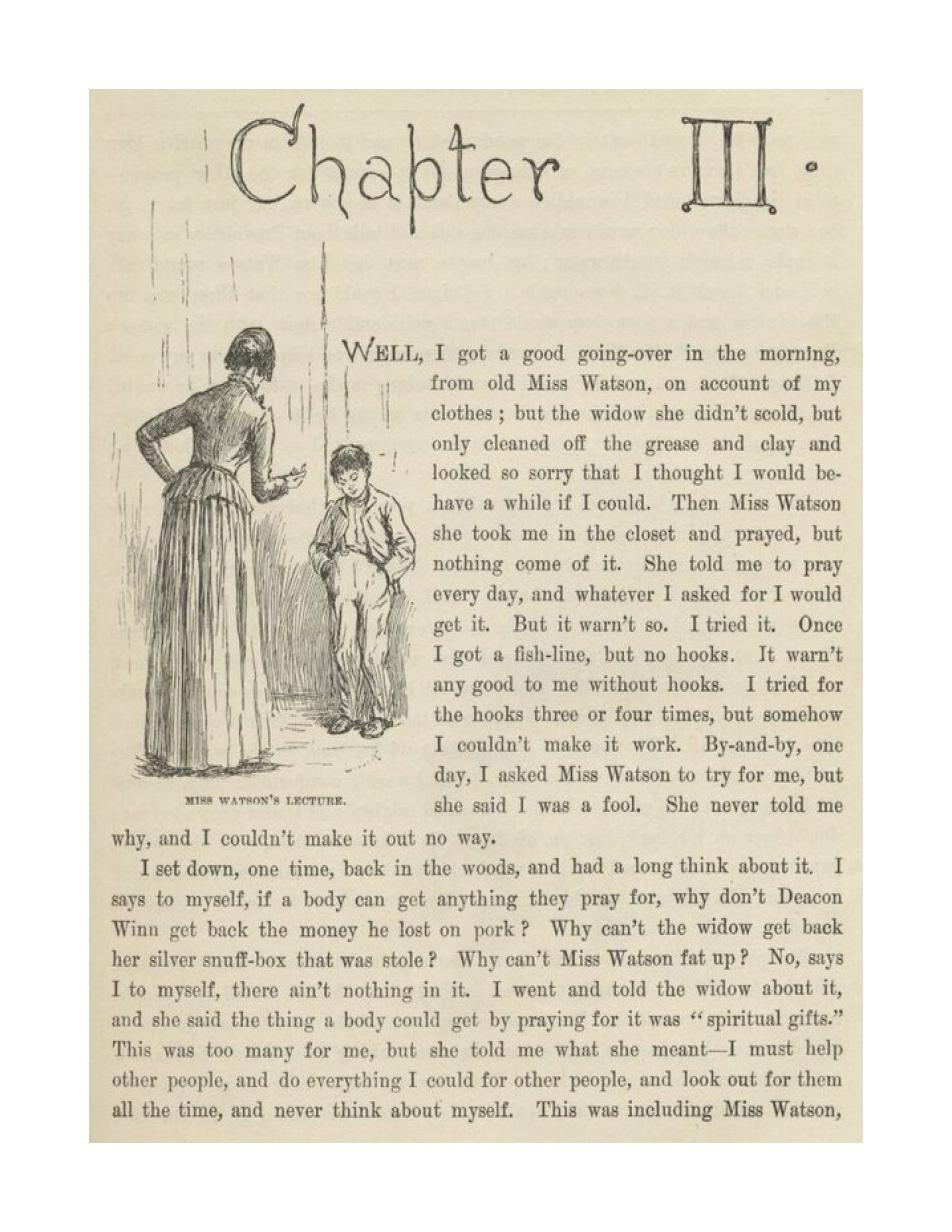 Chapter III.
WELL, I got a good going-over in the morning,
from old Miss Watson, on account of my
clothes ; but the widow she didn't scold, but
only cleaned off the grease and clay and
looked so sorry that I thought I would be-
have a while if I could. Then Miss Watson
she took me in the closet and prayed, but
nothing come of it. She told me to pray
every day, and whatever I asked for I would
get it. But it warn't so. I tried it. Once
I got a fish-line, but no hooks. It warn't
any good to me without hooks. I tried for
the hooks three or four times, but somehow
I couldn't make it work. By-and-by, one
day, I asked Miss Watson to try for me, but
she said I was a fool. She never told me
MISS WATSON'S LECTURE.
why, and I couldn't make it out no way.
I set down, one time, back in the woods, and had a long think about it. I
says to myself, if a body can get anything they pray for, why don't Deacon
Winn get back the money he lost on pork ? Why can't the widow get back
her silver snuff-box that was stole ? Why can't Miss Watson fat up ? No, says
I to myself, there ain't nothing in it. I went and told the widow about it,
and she said the thing a body could get by praying for it was “spiritual gifts.”
This was too many for me, but she told me what she meant—I must help
other people, and do everything I could for other people, and look out for them
all the time, and never think about myself. This was including Miss Watson,